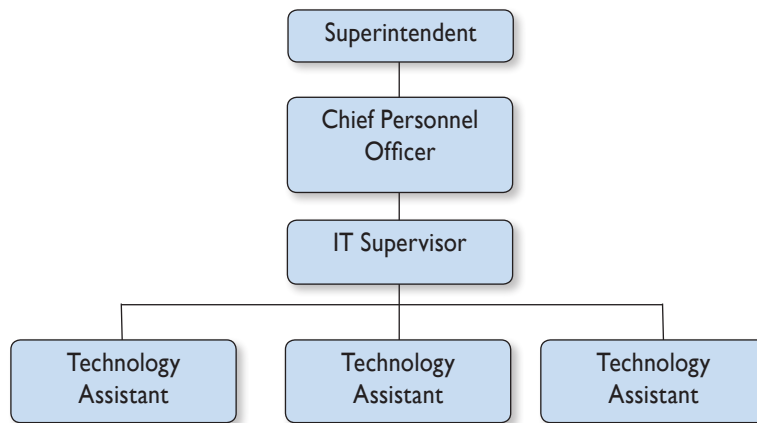 Superintendent
Chief Personnel
Officer
IT Supervisor
Technology
Assistant
Technology
Assistant
Technology
Assistant